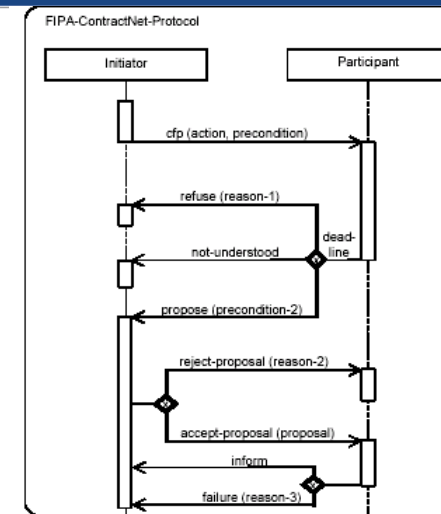 FIPA-ContractNet-Protocol
Initiator
Participant
cfp (action, precondition)
refuse (reason-1)
dead-
line
not-understood
propose (precondition-2)
reject-proposal (reason-2)
accept-proposal (proposal)
inform
failure (reason-3)